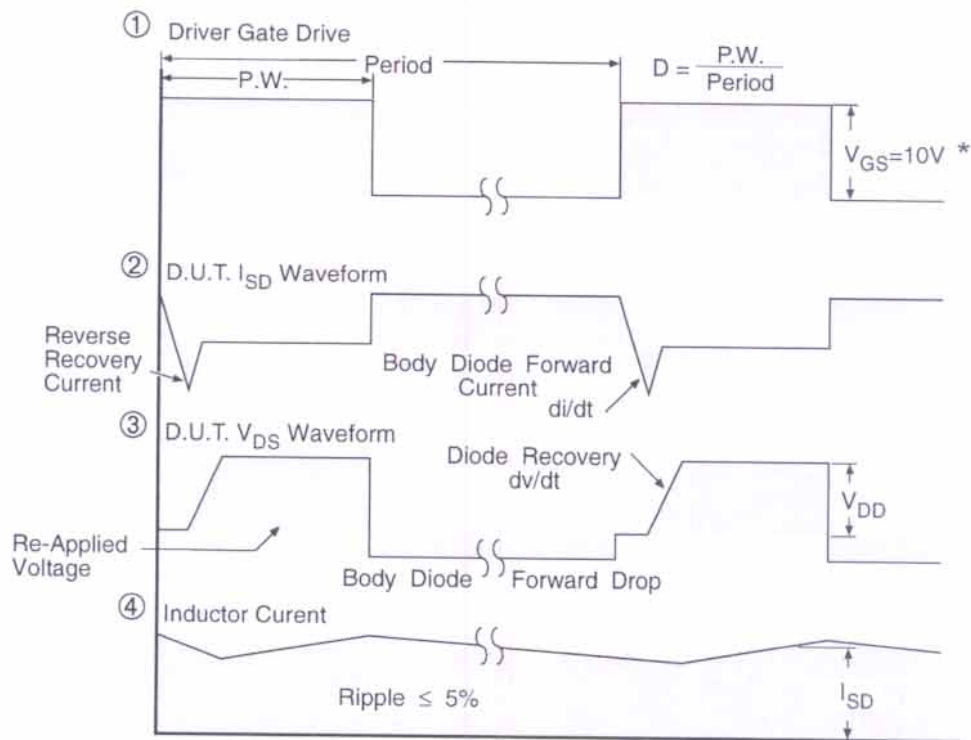 ① Driver Gate Drive
Period
P.W.
D = P.W.
Period
V_GS=10V *
② D.U.T. I_SD Waveform
Reverse
Recovery
Current
Body Diode Forward
Current
di/dt
③ D.U.T. V_DS Waveform
Diode Recovery
dv/dt
V_DD
Re-Applied
Voltage
Body Diode Forward Drop
④ Inductor Curent
I_SD
Ripple ≤ 5%